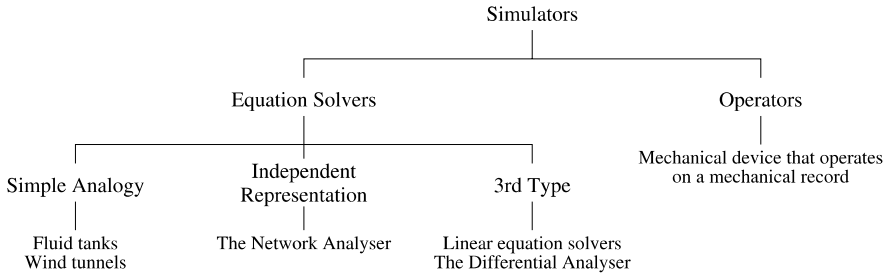 Simulators
Equation Solvers
Operators
Mechanical device that operates
on a mechanical record
Simple Analogy
Independent
Representation
3rd Type
Fluid tanks
Wind tunnels
The Network Analyser
Linear equation solvers
The Differential Analyser